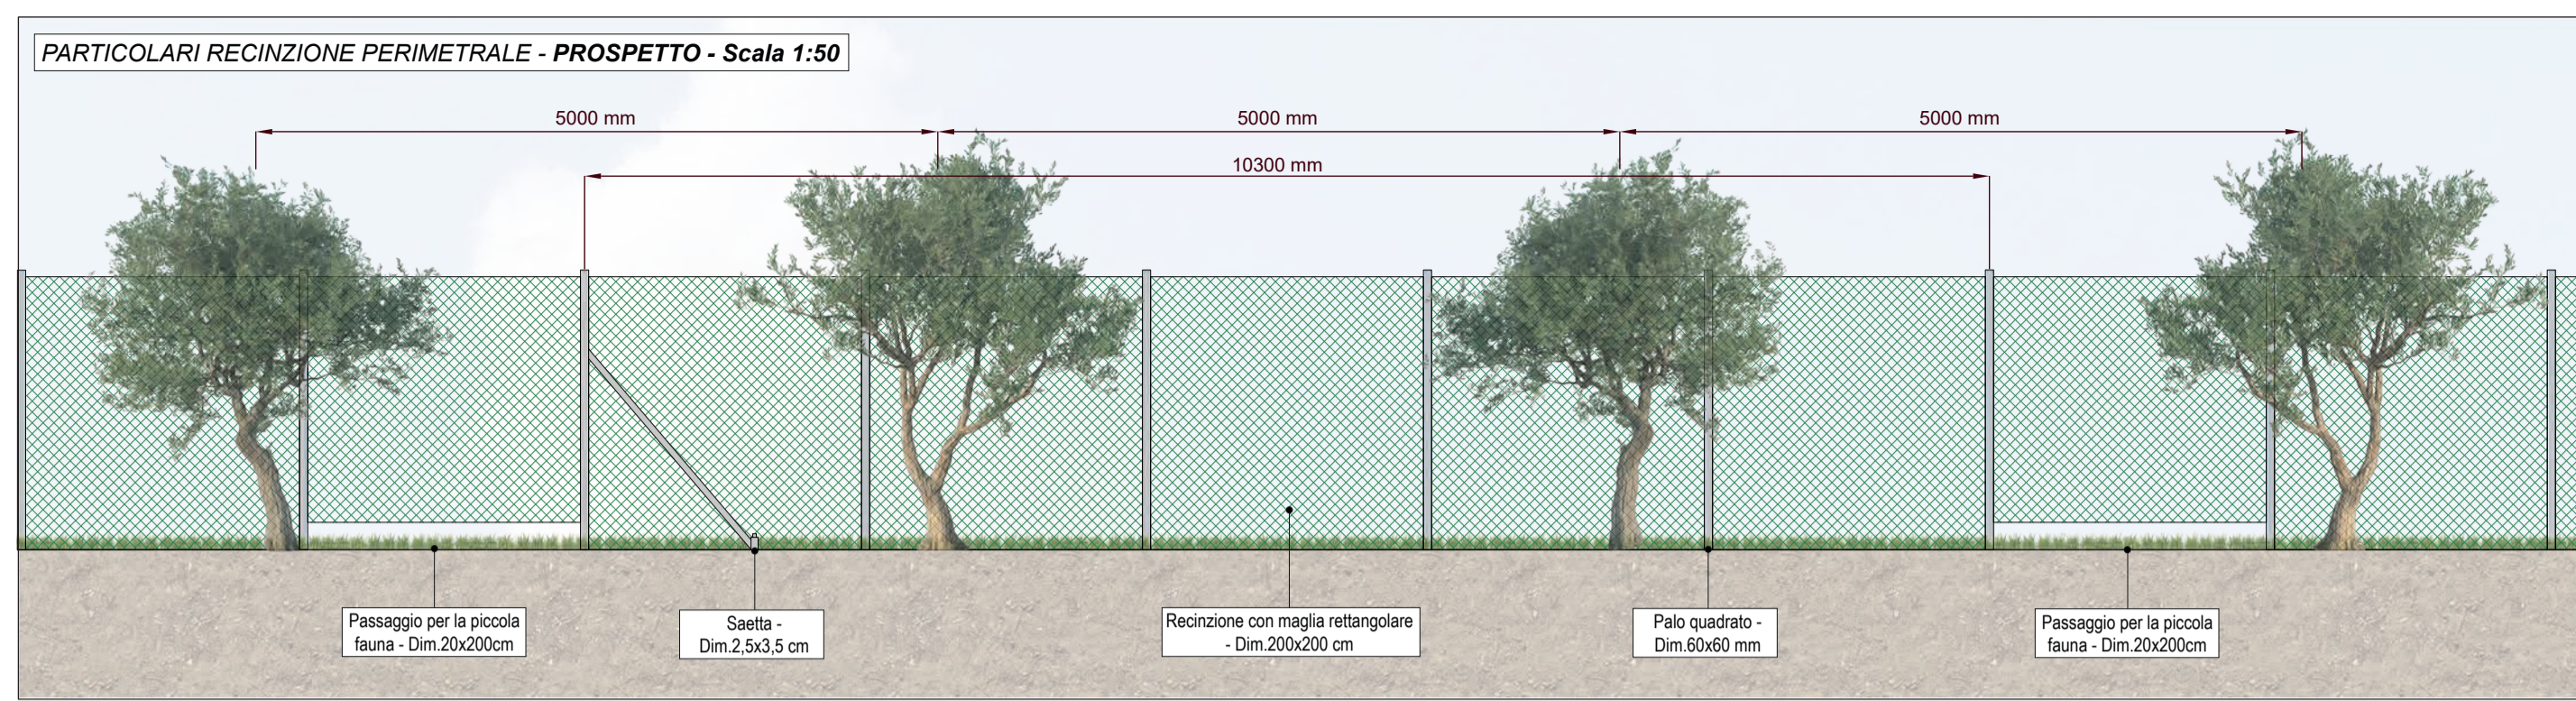 PARTICOLARI RECINZIONE PERIMETRALE - PROSPETTO - Scala 1:50
5000 mm
5000 mm
5000 mm
10300 mm
Passaggio per la piccola
fauna - Dim.20x200cm
Saetta -
Dim.2,5x3,5 cm
Recinzione con maglia rettangolare
- Dim.200x200 cm
Palo quadrato -
Dim.60x60 mm
Passaggio per la piccola
fauna - Dim.20x200cm